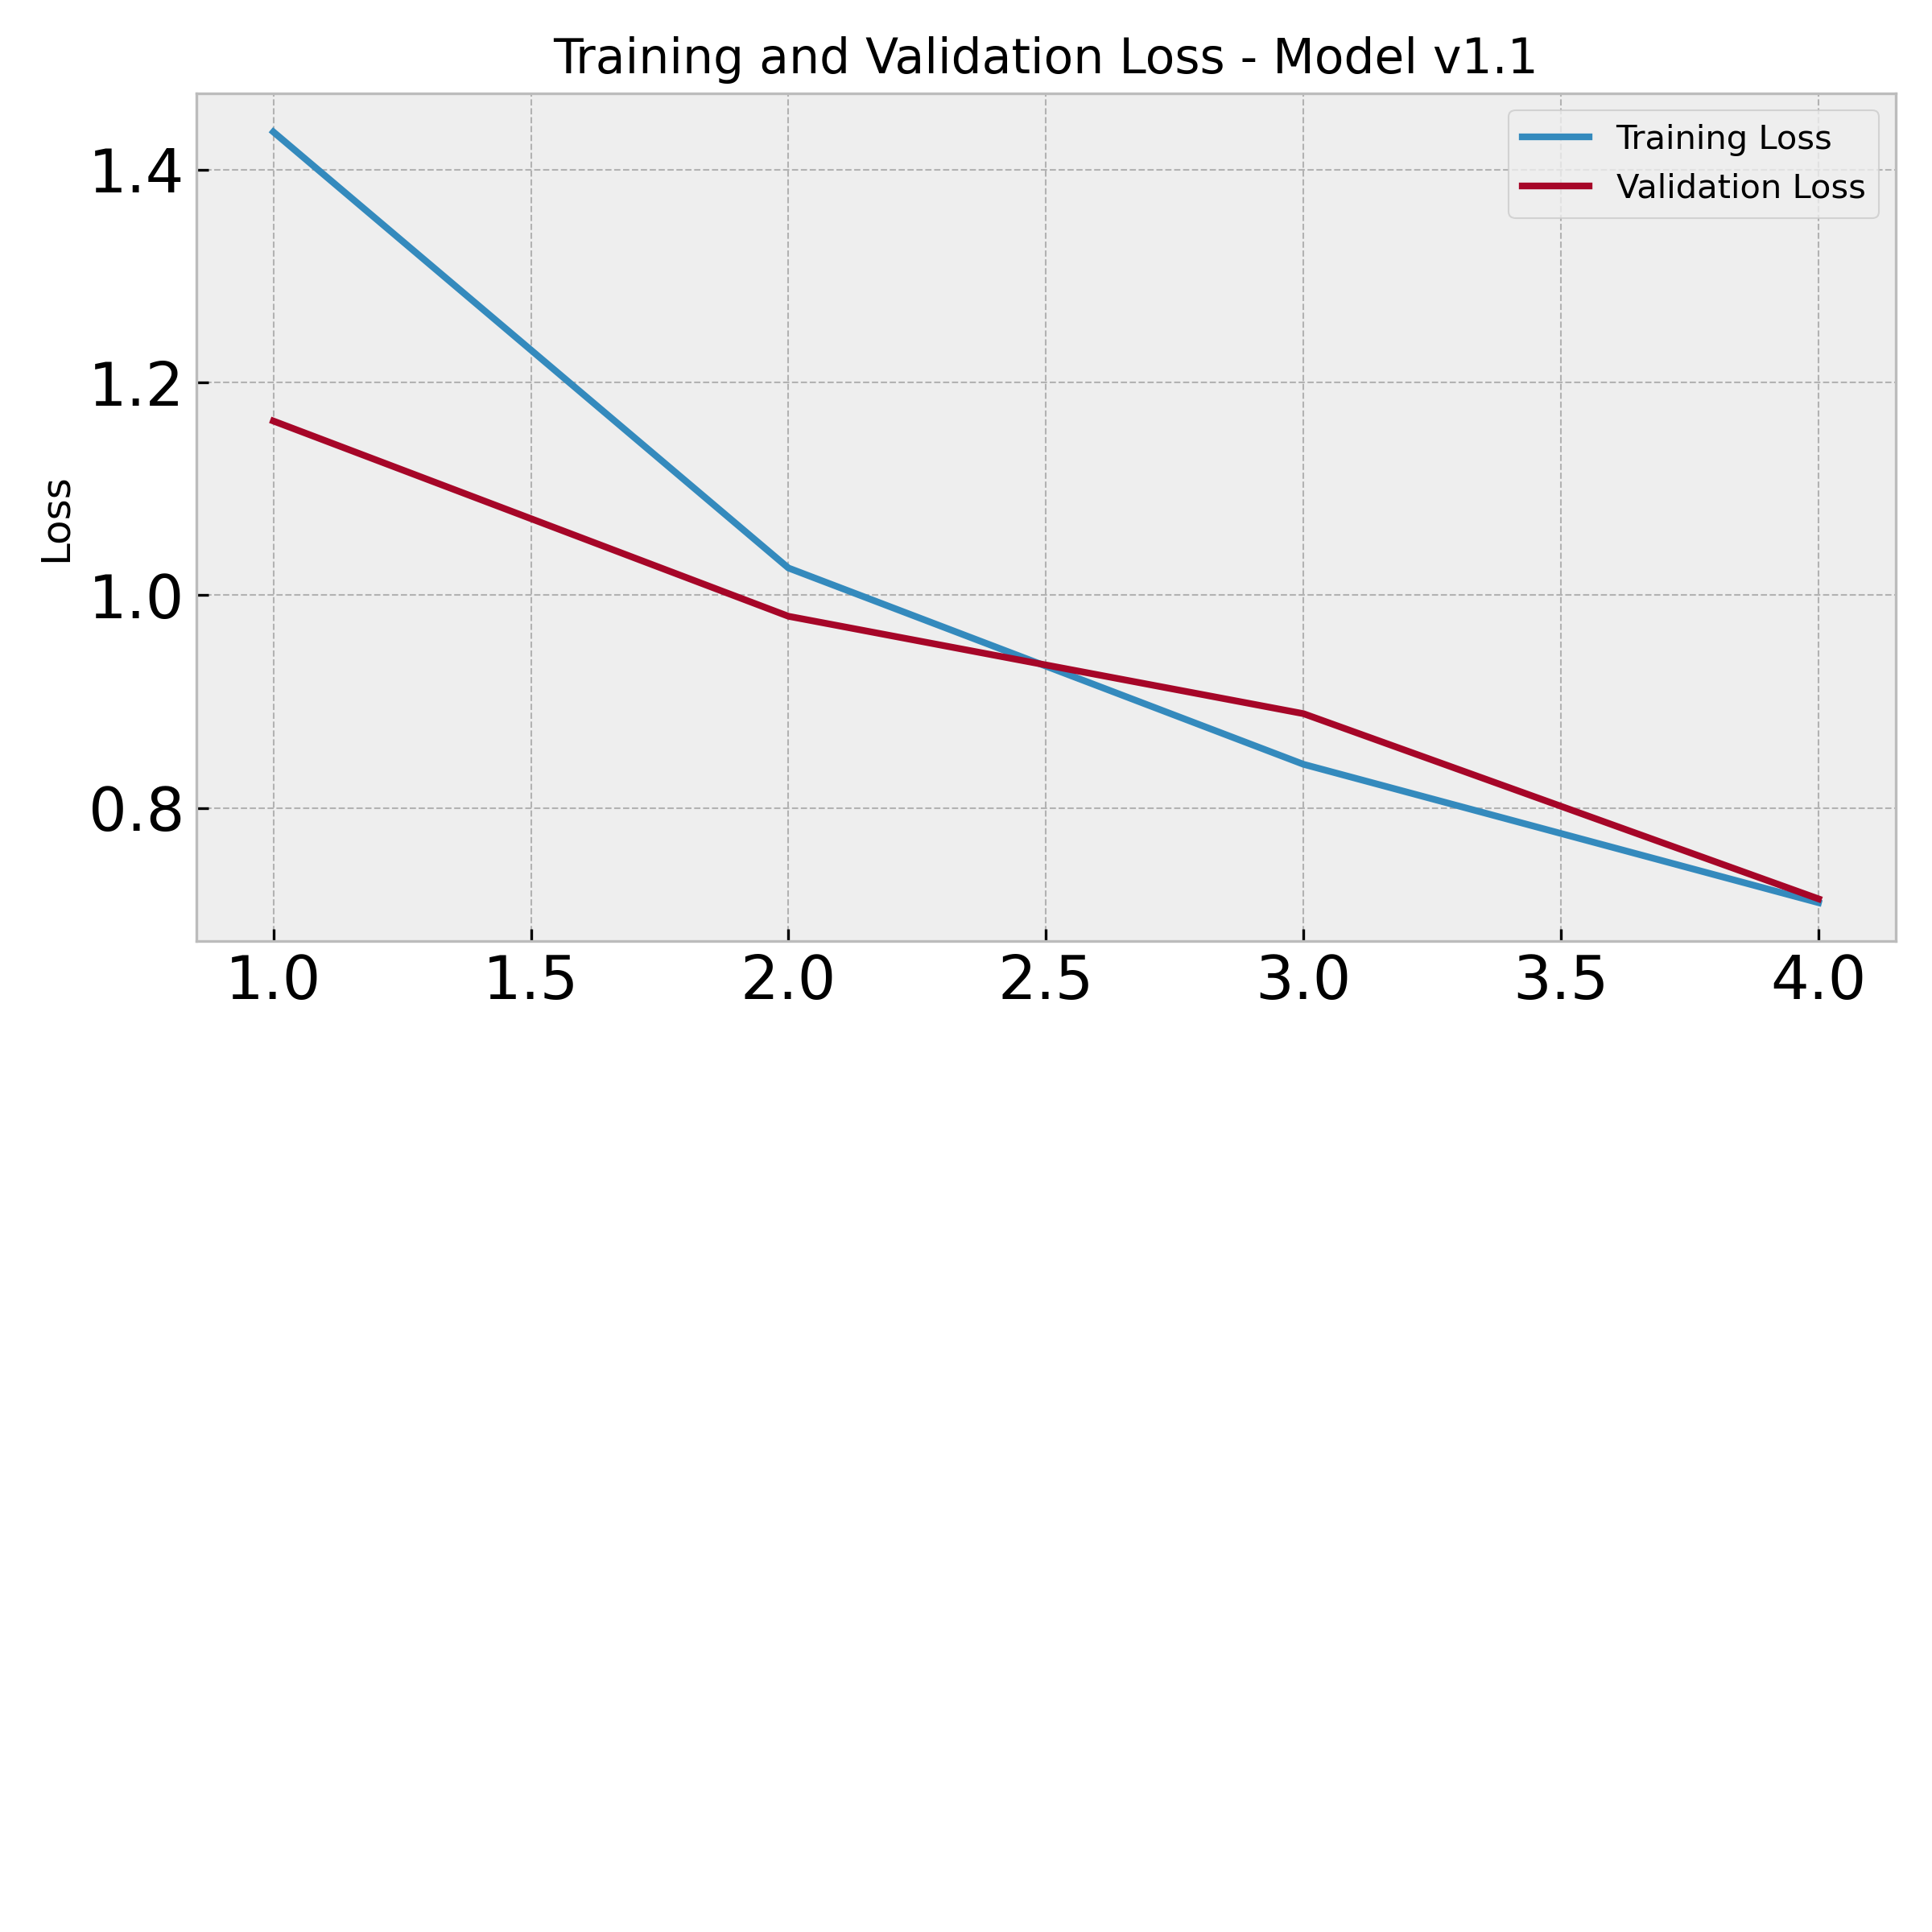 Training and Validation Loss - Model v1.1
Training Loss
Validation Loss
1.4
1.2
1.0
0.8
Loss
1.0 1.5 2.0 2.5 3.0 3.5 4.0